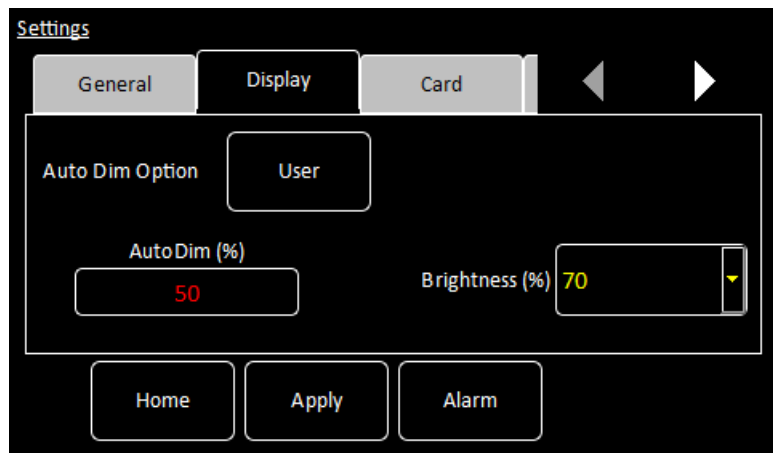 Settings
General Display Card
Auto Dim Option User
AutoDim (%)
50
Brightness (%) 70
Home Apply Alarm